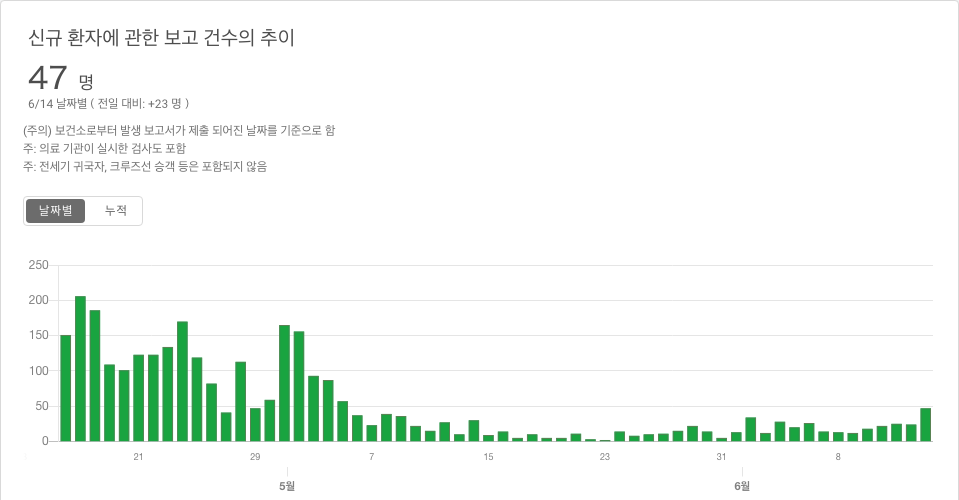 신규 환자에 관한 보고 건수의 추이
47 명
6/14 날짜별 ( 전일 대비: +23 명 )
(주의) 보건소로부터 발생 보고서가 제출 되어진 날짜를 기준으로 함
주: 의료 기관이 실시한 검사도 포함
주: 전세기 귀국자, 크루즈선 승객 등은 포함되지 않음
날짜별 누적
250
200
150
100
50
0
21 29 7 15 23 31 8
5월 6월